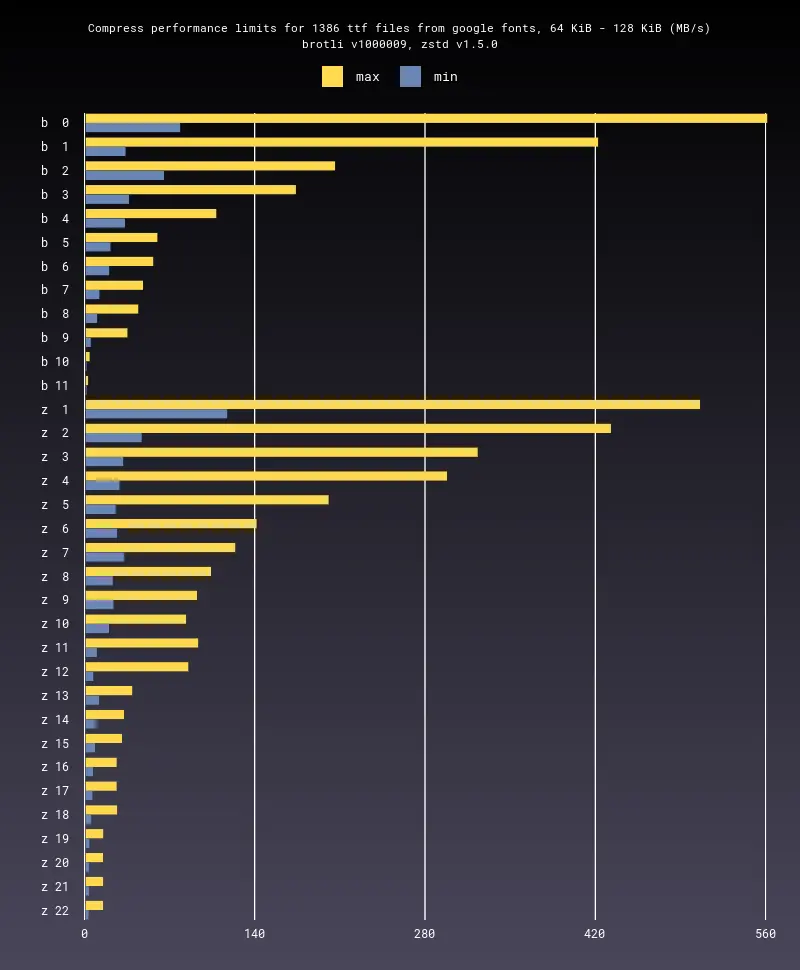 Compress performance limits for 1386 ttf files from google fonts, 64 KiB - 128 KiB (MB/s)
brotli v1000009, zstd v1.5.0
max min
b 0
b 1
b 2
b 3
b 4
b 5
b 6
b 7
b 8
b 9
b 10
b 11
z 1
z 2
z 3
z 4
z 5
z 6
z 7
z 8
z 9
z 10
z 11
z 12
z 13
z 14
z 15
z 16
z 17
z 18
z 19
z 20
z 21
z 22
0 140 280 420 560